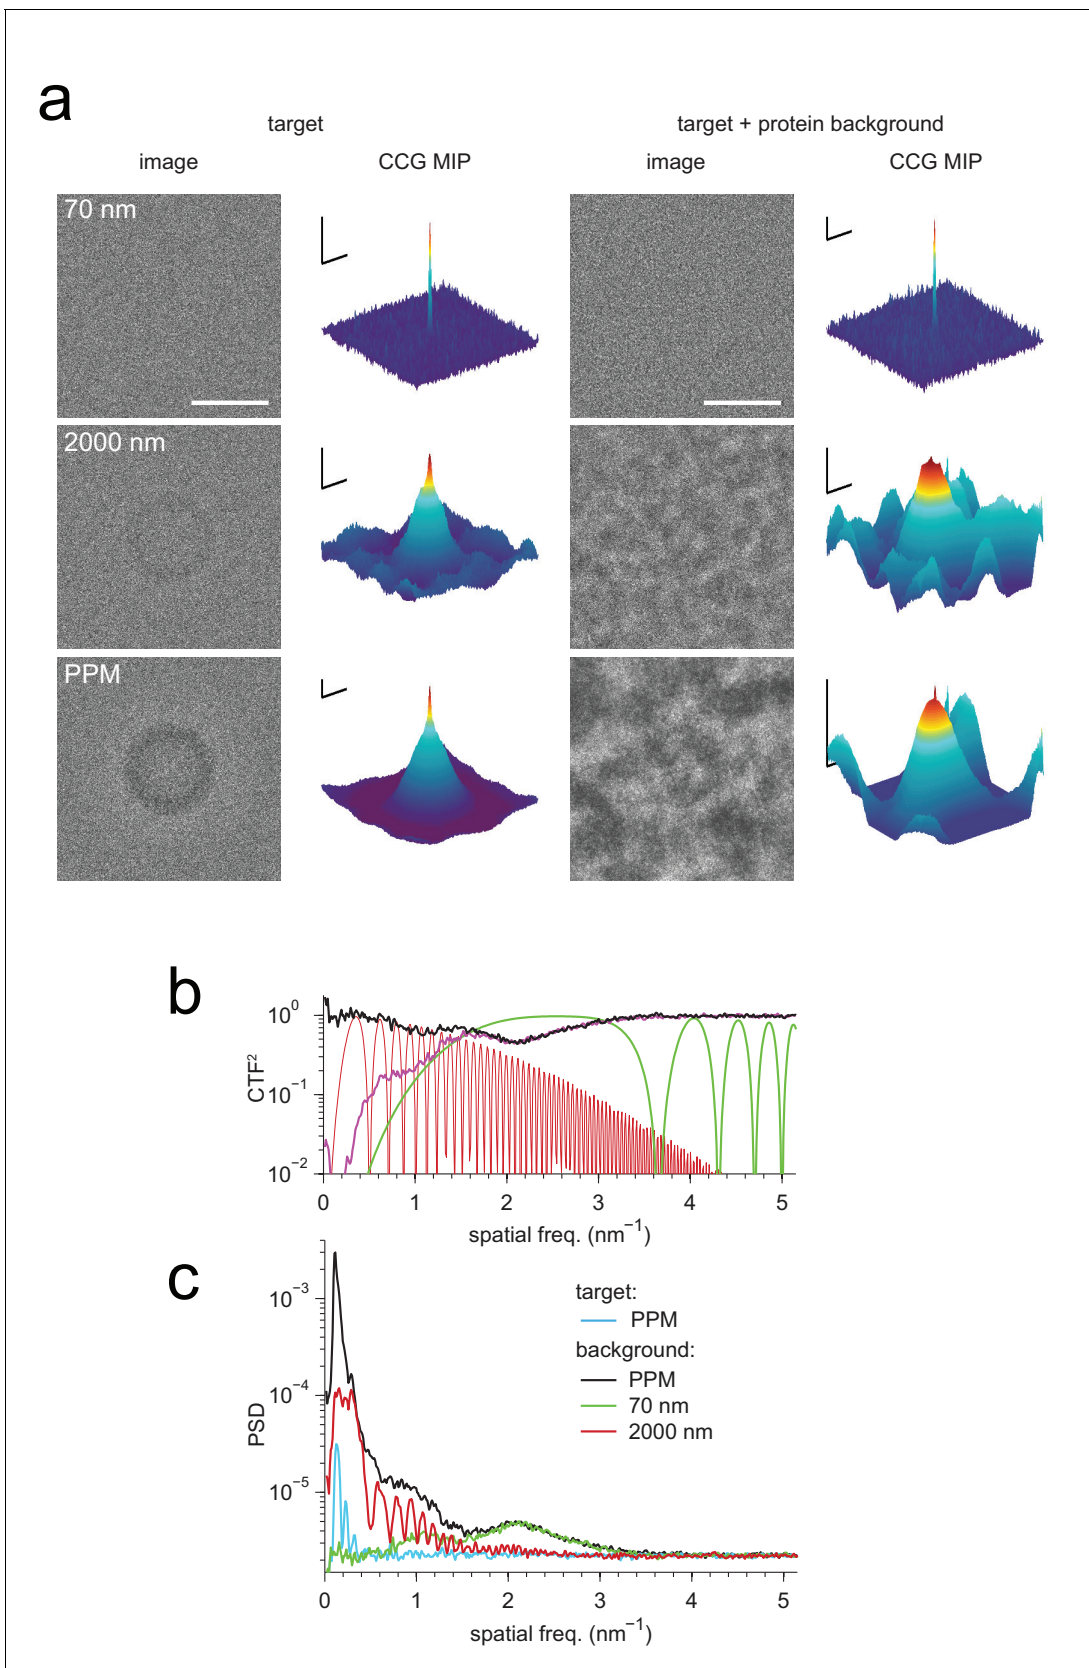 a
target
target + protein background
image
CCG MIP
image
CCG MIP
70 nm
2000 nm
PPM
b
CTF²
10⁰
10⁻¹
10⁻²
0 1 2 3 4 5
spatial freq. (nm⁻¹)
c
PSD
10⁻³
10⁻⁴
10⁻⁵
target:
PPM
background:
PPM
70 nm
2000 nm
0 1 2 3 4 5
spatial freq. (nm⁻¹)